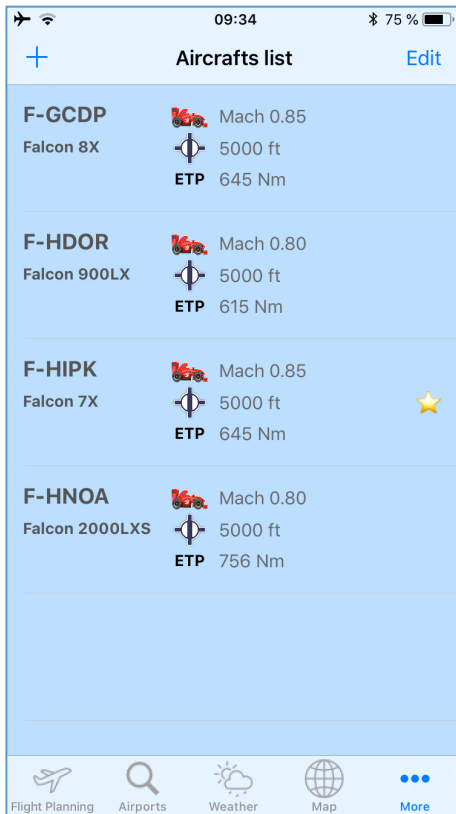 09:34
75 %
Aircrafts list
Edit
F-GCDP
Mach 0.85
Falcon 8X
5000 ft
ETP 645 Nm
F-HDOR
Mach 0.80
Falcon 900LX
5000 ft
ETP 615 Nm
F-HIPK
Mach 0.85
Falcon 7X
5000 ft
ETP 645 Nm
F-HNOA
Mach 0.80
Falcon 2000LXS
5000 ft
ETP 756 Nm
Flight Planning
Airports
Weather
Map
More